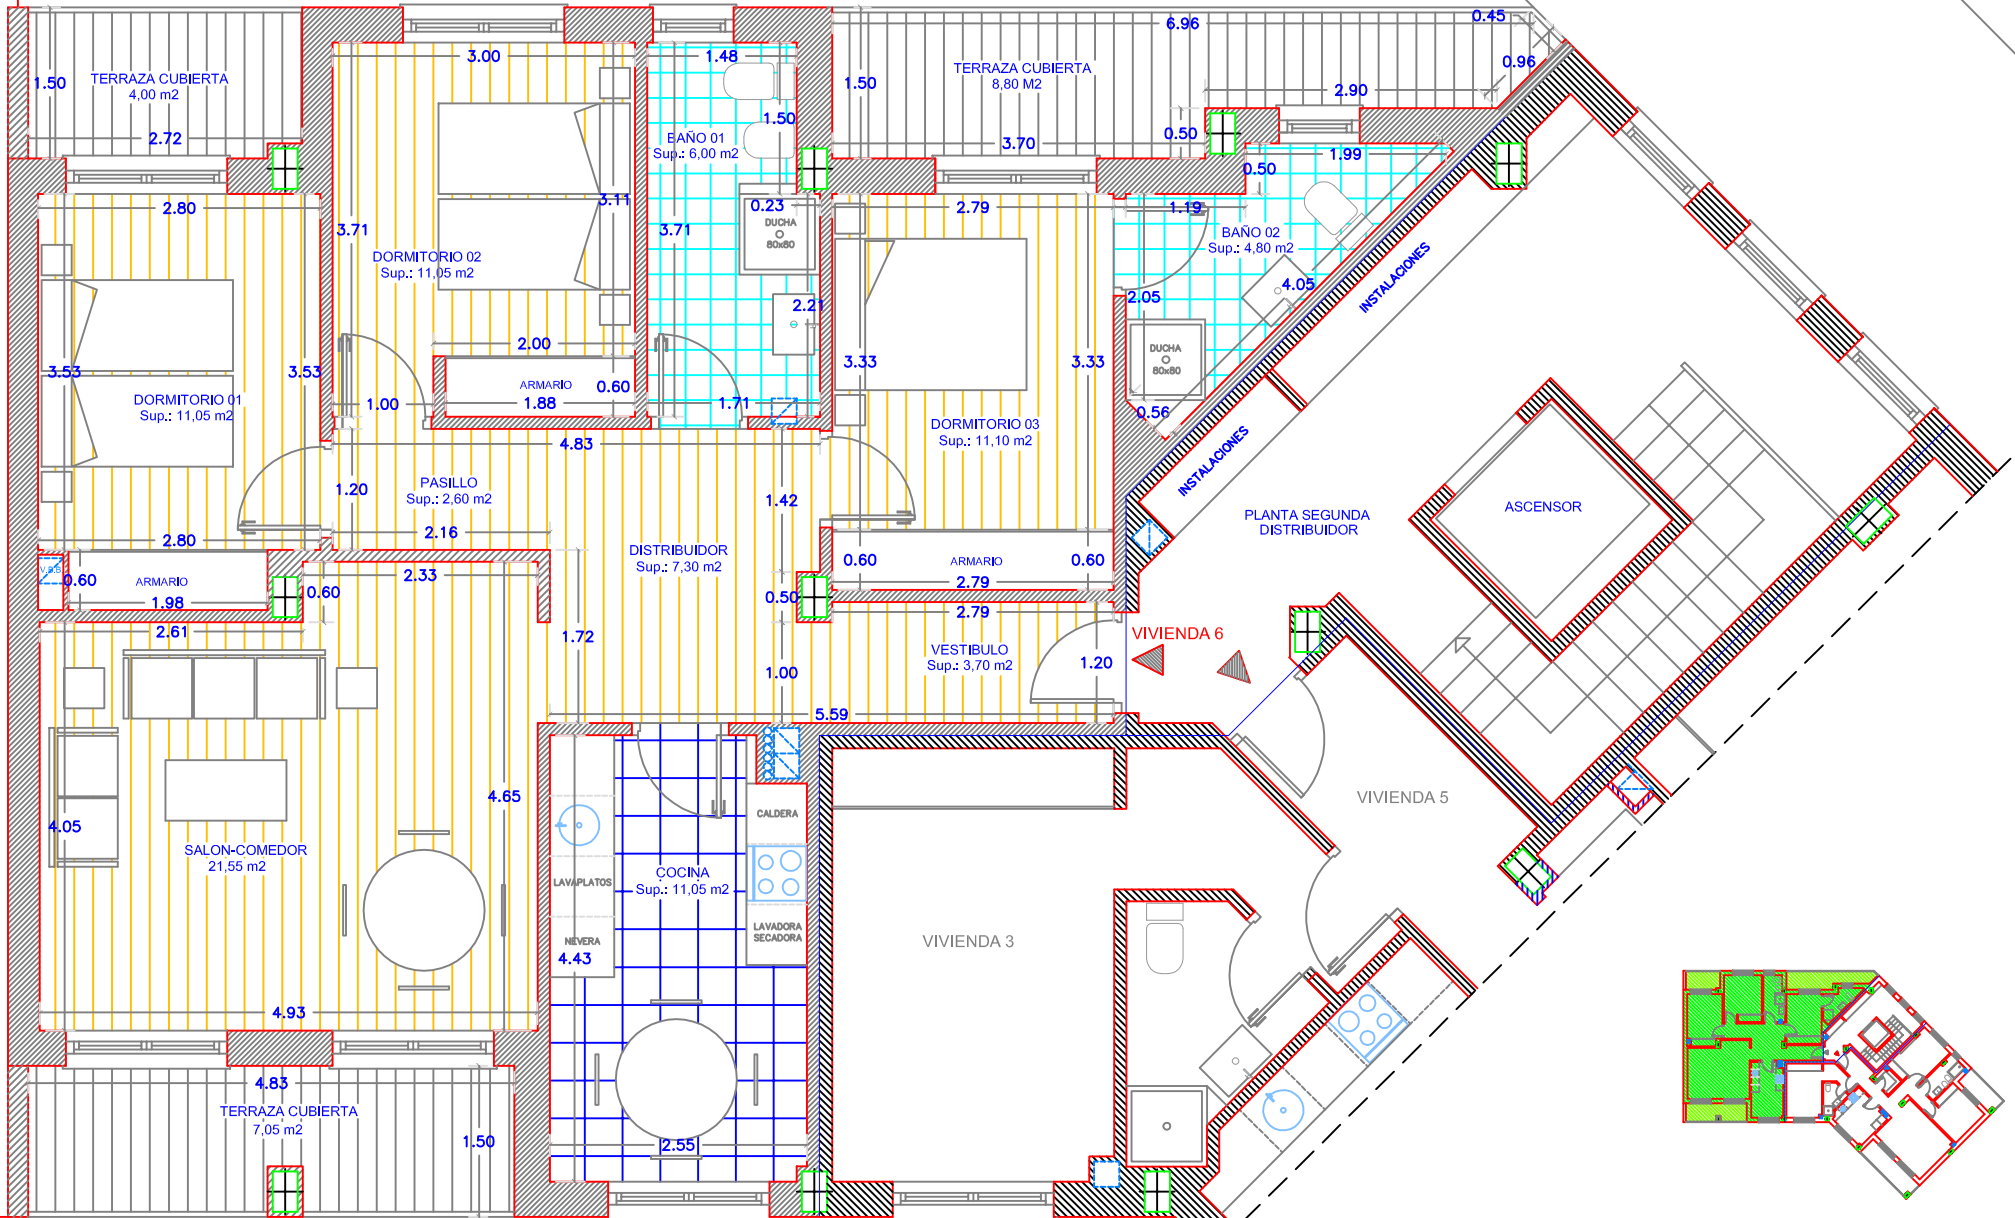 6.96
0.45
3.00
1.48
0.96
1.50
TERRAZA CUBIERTA
4,00 m2
TERRAZA CUBIERTA
8,80 M2
1.50
2.90
1.50
2.72
BAÑO 01
Sup.: 6,00 m2
3.70
0.50
1.99
0.50
2.80
3.11
0.23
2.79
1.19
3.71
3.71
DUCHA
80x80
BAÑO 02
Sup.: 4,80 m2
DORMITORIO 02
Sup.: 11,05 m2
INSTALACIONES
4.05
2.05
2.21
2.00
DUCHA
80x80
3.53
3.53
3.33
3.33
ARMARIO
0.60
DORMITORIO 01
Sup.: 11,05 m2
1.00
1.88
1.71
0.56
DORMITORIO 03
Sup.: 11,10 m2
4.83
INSTALACIONES
PASILLO
Sup.: 2,60 m2
1.20
1.42
ASCENSOR
PLANTA SEGUNDA
DISTRIBUIDOR
2.80
2.16
DISTRIBUIDOR
Sup.: 7,30 m2
0.60
ARMARIO
0.60
V.S.B.
0.60
ARMARIO
2.33
2.79
0.60
1.98
0.50
2.79
2.61
1.72
VIVIENDA 6
VESTIBULO
Sup.: 3,70 m2
1.20
1.00
5.59
4.65
VIVIENDA 5
CALDERA
4.05
SALON-COMEDOR
21,55 m2
COCINA
Sup.: 11,05 m2
LAVAPLATOS
LAVADORA
SECADORA
NEVERA
VIVIENDA 3
4.43
4.93
4.83
TERRAZA CUBIERTA
7,05 m2
1.50
2.55